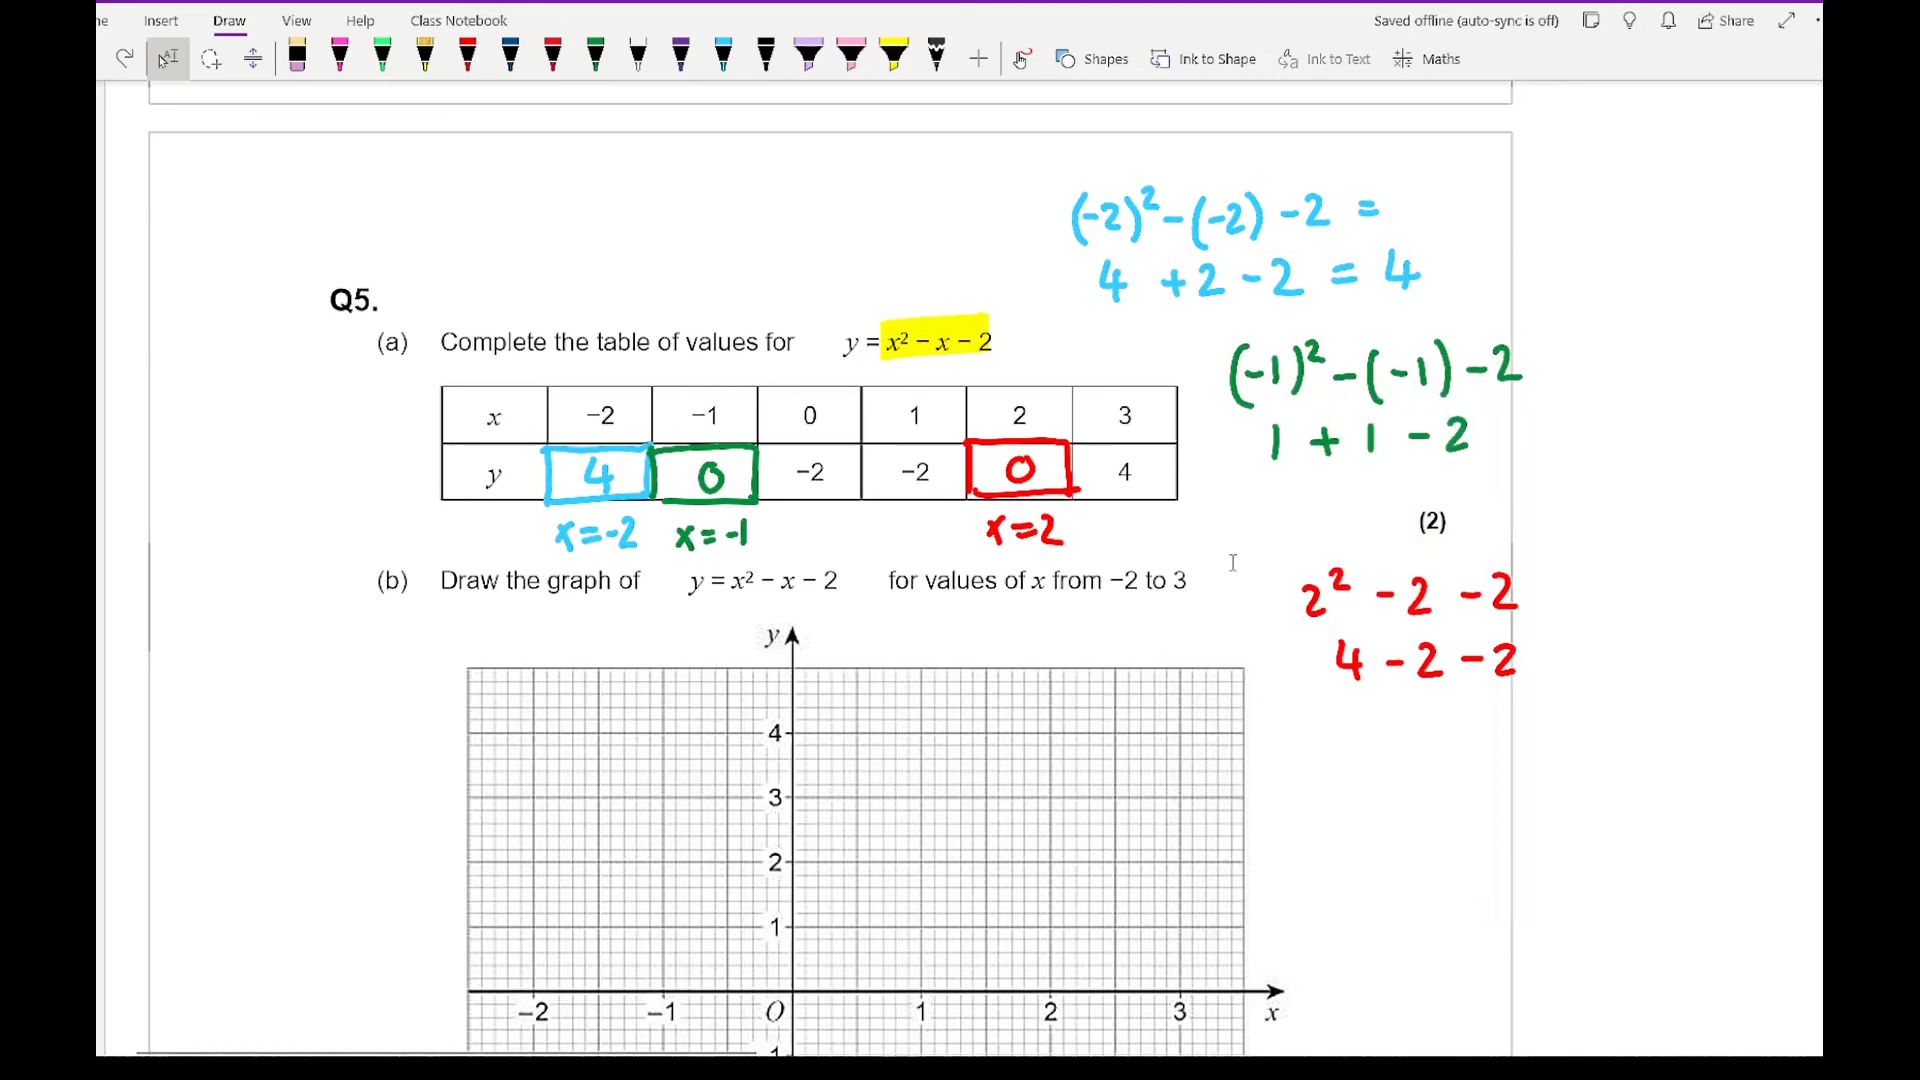 ne Insert Draw View Help Class Notebook Saved offline (auto-sync is off) Share
Shapes Ink to Shape Ink to Text Maths
(-2)² -(-2) -2 =
4 +2 -2 = 4
Q5.
(a) Complete the table of values for y = x² − x − 2
(-1)² -(-1) -2
1 + 1 -2
x −2 −1 0 1 2 3
y 4 0 −2 −2 0 4
x=-2 x=-1 x=2
(2)
(b) Draw the graph of y = x² − x − 2 for values of x from −2 to 3
2² -2 -2
4 -2 -2
y
4
3
2
1
−2 −1 O 1 2 3 x